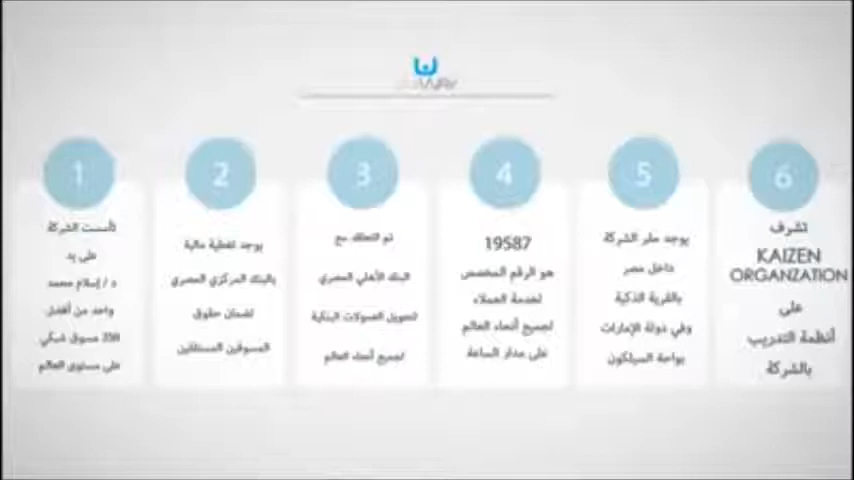 1
تأسست الشركة
على يد
د / إسلام محمد
واحد من أفضل
350 مسوق شبكي
على مستوى العالم
2
يوجد تغطية مالية
بالبنك المركزي المصري
لضمان حقوق
المسوقين المستقلين
3
تم التعاقد مع
البنك الأهلي المصري
لتحويل العمولات البنكية
لجميع أنحاء العالم
4
19587
هو الرقم المخصص
لخدمة العملاء
لجميع أنحاء العالم
على مدار الساعة
5
يوجد مقر الشركة
داخل مصر
بالقرية الذكية
وفي دولة الإمارات
بواحة السيلكون
6
تشرف
KAIZEN
ORGANZATION
على
أنظمة التدريب
بالشركة